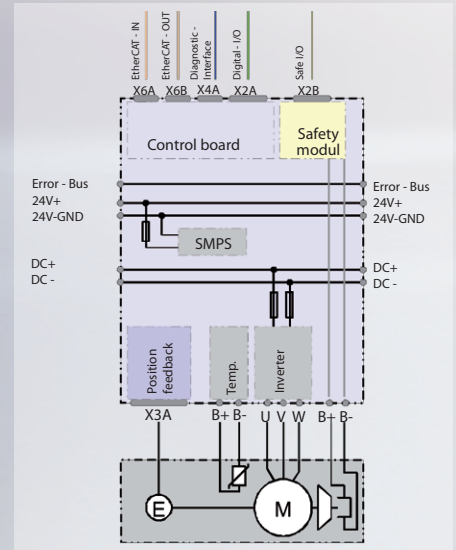 EtherCAT - IN
EtherCAT - OUT
Diagnostic -
Interface
Digital - I/O
Safe I/O
X6A X6B X4A X2A X2B
Control board
Safety
modul
Error - Bus
24V+
24V-GND
Error - Bus
24V+
24V-GND
SMPS
DC+
DC -
DC+
DC -
Position
feedback
Temp.
Inverter
X3A B+ B- U V W B+ B-
E
M